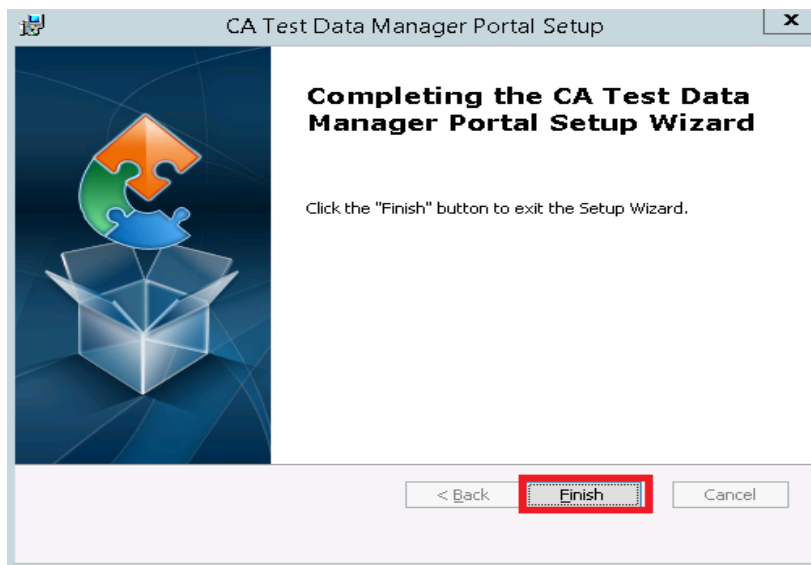 CA Test Data Manager Portal Setup
x
Completing the CA Test Data
Manager Portal Setup Wizard
Click the "Finish" button to exit the Setup Wizard.
< Back
Finish
Cancel